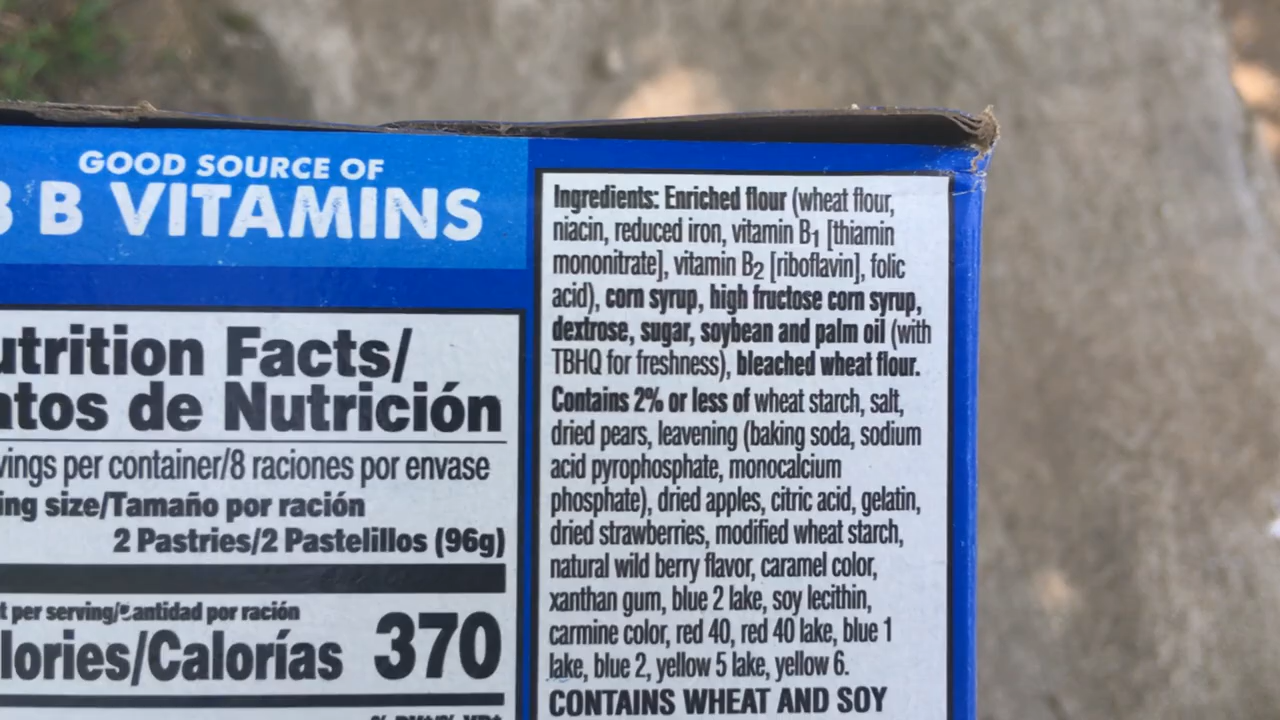 GOOD SOURCE OF
B VITAMINS
Facts/
de Nutrición
per container/8 raciones por envase
size/Tamaño por ración
2 Pastries/2 Pastelillos (96g)
per serving/Cantidad por ración
370
Ingredients: Enriched flour (wheat flour,
niacin, reduced iron, vitamin B1 [thiamin
mononitrate], vitamin B2 [riboflavin], folic
acid), corn syrup, high fructose corn syrup,
dextrose, sugar, soybean and palm oil (with
TBHQ for freshness), bleached wheat flour.
Contains 2% or less of wheat starch, salt,
dried pears, leavening (baking soda, sodium
acid pyrophosphate, monocalcium
phosphate), dried apples, citric acid, gelatin,
dried strawberries, modified wheat starch,
natural wild berry flavor, caramel color,
xanthan gum, blue 2 lake, soy lecithin,
carmine color, red 40, red 40 lake, blue 1
lake, blue 2, yellow 5 lake, yellow 6.
CONTAINS WHEAT AND SOY